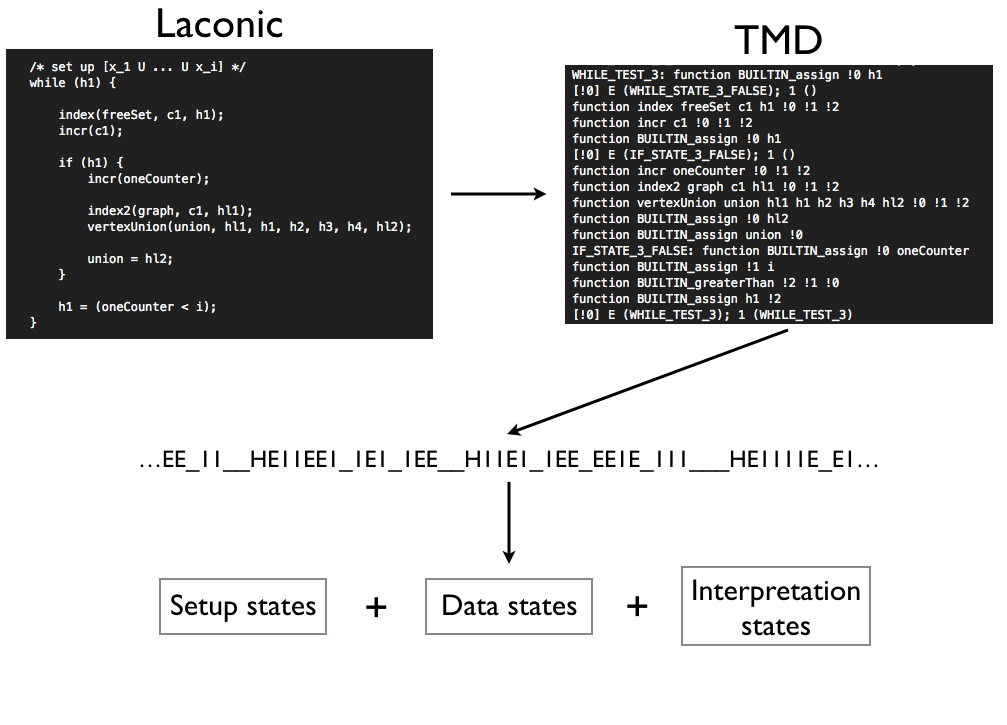 Laconic
/* set up [x_1 U ... U x_i] */
while (h1) {
index(freeSet, c1, h1);
incr(c1);
if (h1) {
incr(oneCounter);
index2(graph, c1, hl1);
vertexUnion(union, hl1, h1, h2, h3, h4, hl2);
union = hl2;
}
h1 = (oneCounter < i);
}
TMD
WHILE_TEST_3: function BUILTIN_assign !0 h1
[!0] E (WHILE_STATE_3_FALSE); 1 ()
function index freeSet c1 h1 !0 !1 !2
function incr c1 !0 !1 !2
function BUILTIN_assign !0 h1
[!0] E (IF_STATE_3_FALSE); 1 ()
function incr oneCounter !0 !1 !2
function index2 graph c1 hl1 !0 !1 !2
function vertexUnion union hl1 h1 h2 h3 h4 hl2 !0 !1 !2
function BUILTIN_assign !0 hl2
function BUILTIN_assign union !0
IF_STATE_3_FALSE: function BUILTIN_assign !0 oneCounter
function BUILTIN_assign !1 i
function BUILTIN_greaterThan !2 !1 !0
function BUILTIN_assign h1 !2
[!0] E (WHILE_TEST_3); 1 (WHILE_TEST_3)
...EE_11__HE11EE1_1E1_1EE__H11E1_1EE_EE1E_111___HE1111E_E1...
Setup states + Data states + Interpretation
states